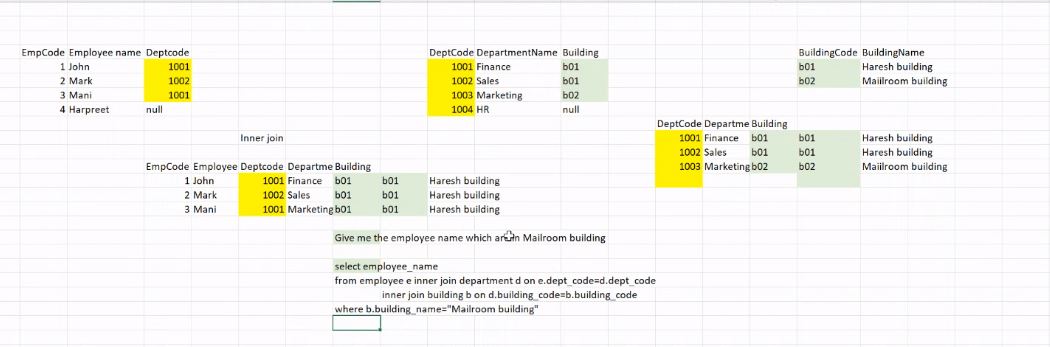 EmpCode Employee name Deptcode
1 John 1001
2 Mark 1002
3 Mani 1001
4 Harpreet null
DeptCode DepartmentName Building
1001 Finance b01
1002 Sales b01
1003 Marketing b02
1004 HR null
BuildingCode BuildingName
b01 Haresh building
b02 Maiilroom building
DeptCode Departme Building
1001 Finance b01 b01 Haresh building
1002 Sales b01 b01 Haresh building
1003 Marketing b02 b02 Maiilroom building
Inner join
EmpCode Employee Deptcode Departme Building
1 John 1001 Finance b01 b01 Haresh building
2 Mark 1002 Sales b01 b01 Haresh building
3 Mani 1001 Marketing b01 b01 Haresh building
Give me the employee name which are in Mailroom building
select employee_name
from employee e inner join department d on e.dept_code=d.dept_code
inner join building b on d.building_code=b.building_code
where b.building_name="Mailroom building"